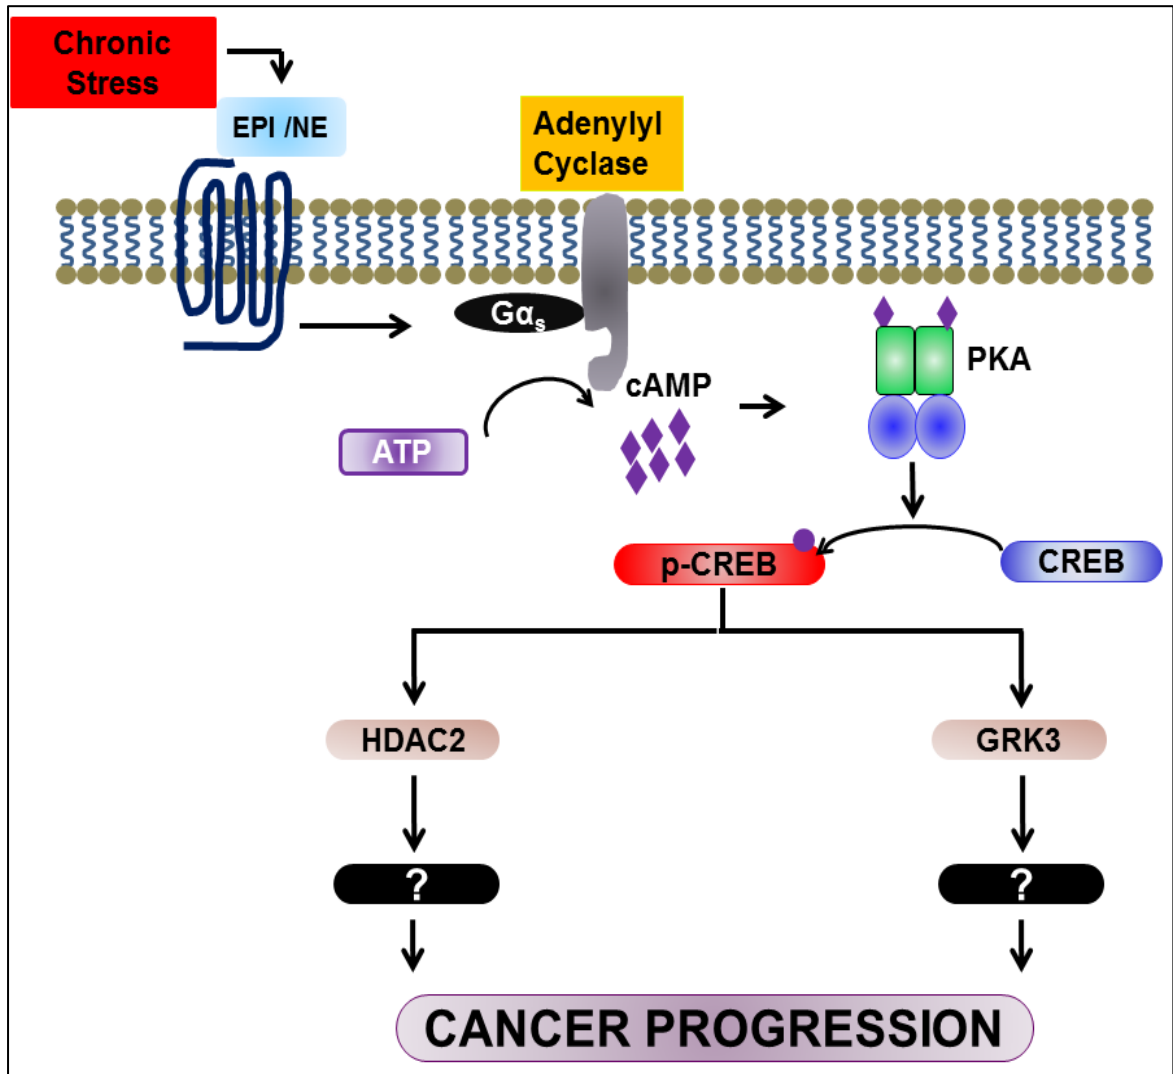 Chronic
Stress
EPI /NE
Adenylyl
Cyclase
Gαs
cAMP
PKA
ATP
p-CREB
CREB
HDAC2
GRK3
?
?
CANCER PROGRESSION